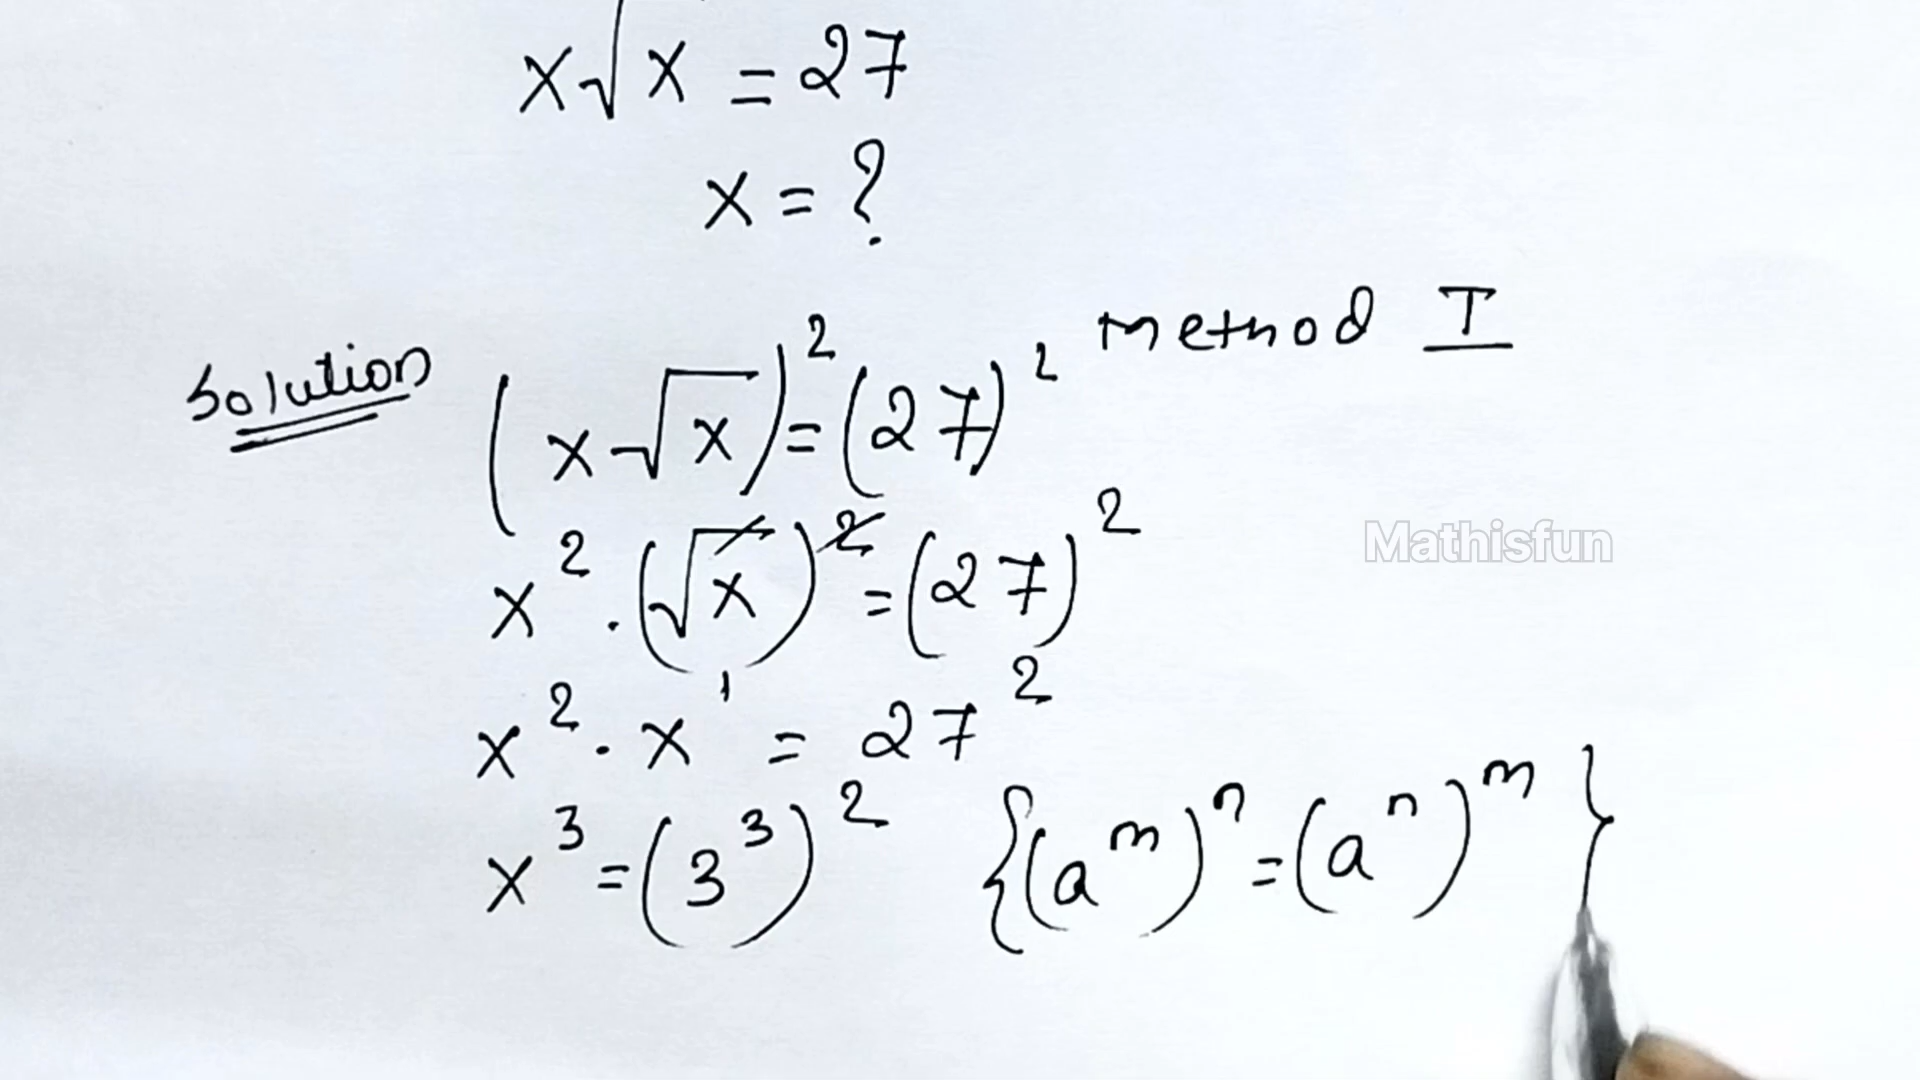 x√x = 27
x = ?
Solution
Method I
(x√x)² = (27)²
x² · (√x)² = (27)²
Mathisfun
x² · x¹ = 27²
x³ = (3³)² {(aᵐ)ⁿ = (aⁿ)ᵐ}